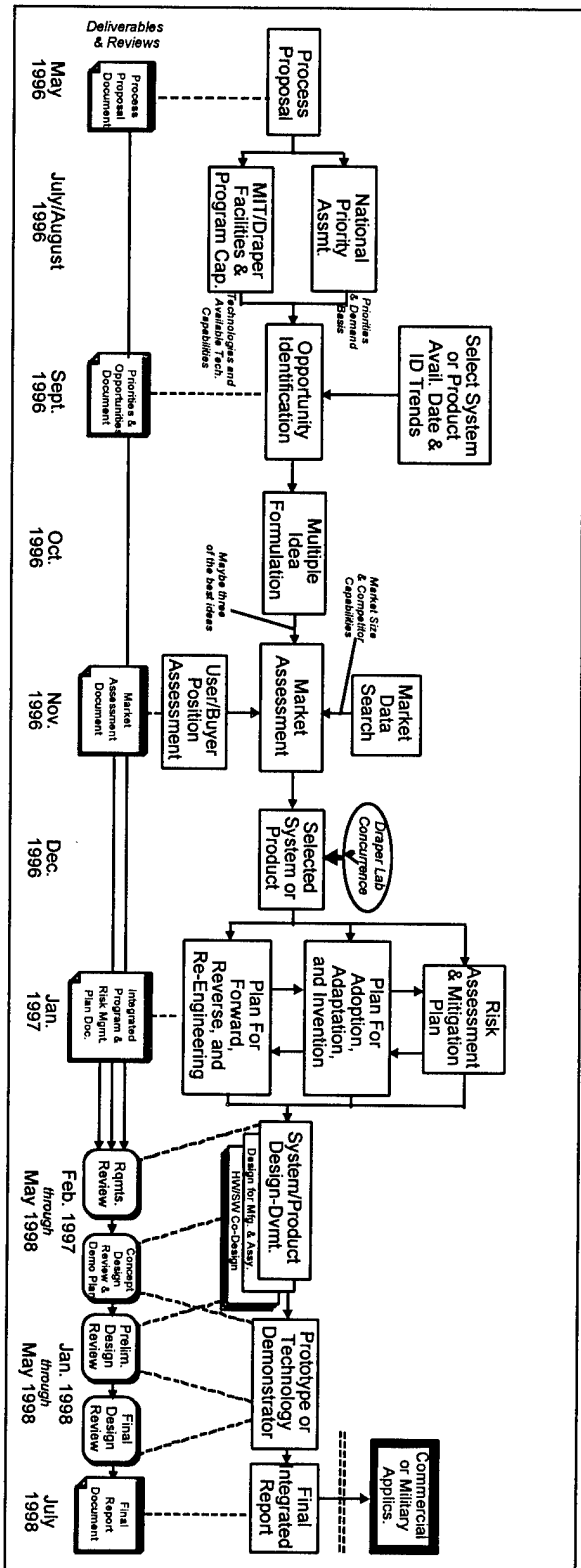 Process
Proposal
National
Priority
Assmt.
MIT/Draper
Facilities &
Program Cap.
Priorities
& Demand
Basis
Technologies and
Available Tech.
Capabilities
Select System
or Product
Avail. Date &
ID Trends
Opportunity
Identification
Multiple
Idea
Formulation
Maybe three
of the best ideas
Market Size
& Competitor
Capabilities
Market
Data
Search
Market
Assessment
User/Buyer
Position
Assessment
Draper Lab
Concurrence
Selected
System or
Product
Risk
Assessment
& Mitigation
Plan
Plan For
Adoption,
Adaptation,
and Invention
Plan For
Forward,
Reverse, and
Re-Engineering
System/Product
Design-Dvmt.
Design for Mfg. & Assy.
HW/SW Co-Design
Prototype or
Technology
Demonstrator
Final
Integrated
Report
Commercial
or Military
Applics.
Deliverables
& Reviews
Process
Proposal
Document
Priorities &
Opportunities
Document
Market
Assessment
Document
Integrated
Program &
Risk Mgmt.
Plan Doc.
Rqmts.
Review
Concept
Design
Review &
Demo Plan
Prelim.
Design
Review
Final
Design
Review
Final
Report
Document
May
1996
July/August
1996
Sept.
1996
Oct.
1996
Nov.
1996
Dec.
1996
Jan.
1997
Feb. 1997
through
May 1998
Jan. 1998
through
May 1998
July
1998